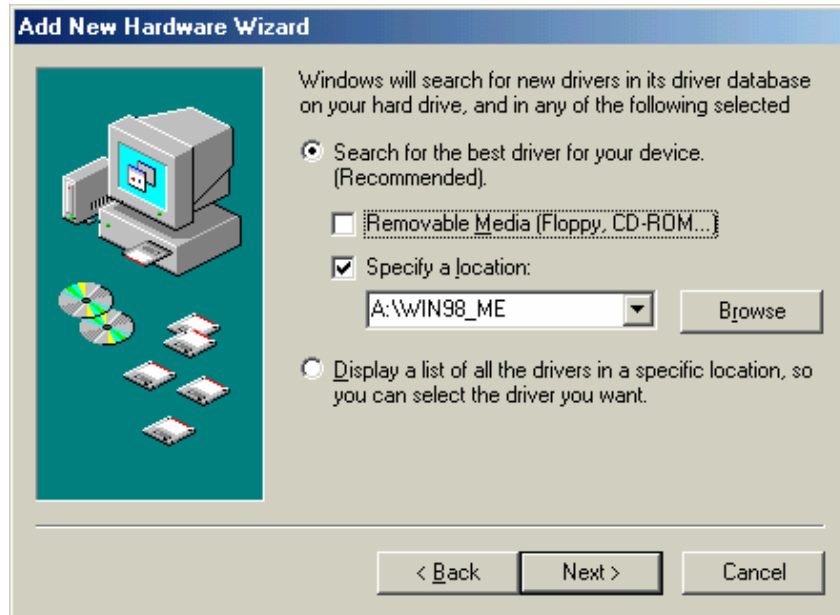 Add New Hardware Wizard
Windows will search for new drivers in its driver database
on your hard drive, and in any of the following selected
Search for the best driver for your device.
(Recommended).
Removable Media (Floppy, CD-ROM...)
Specify a location:
A:\WIN98_ME
Browse
Display a list of all the drivers in a specific location, so
you can select the driver you want.
< Back
Next >
Cancel